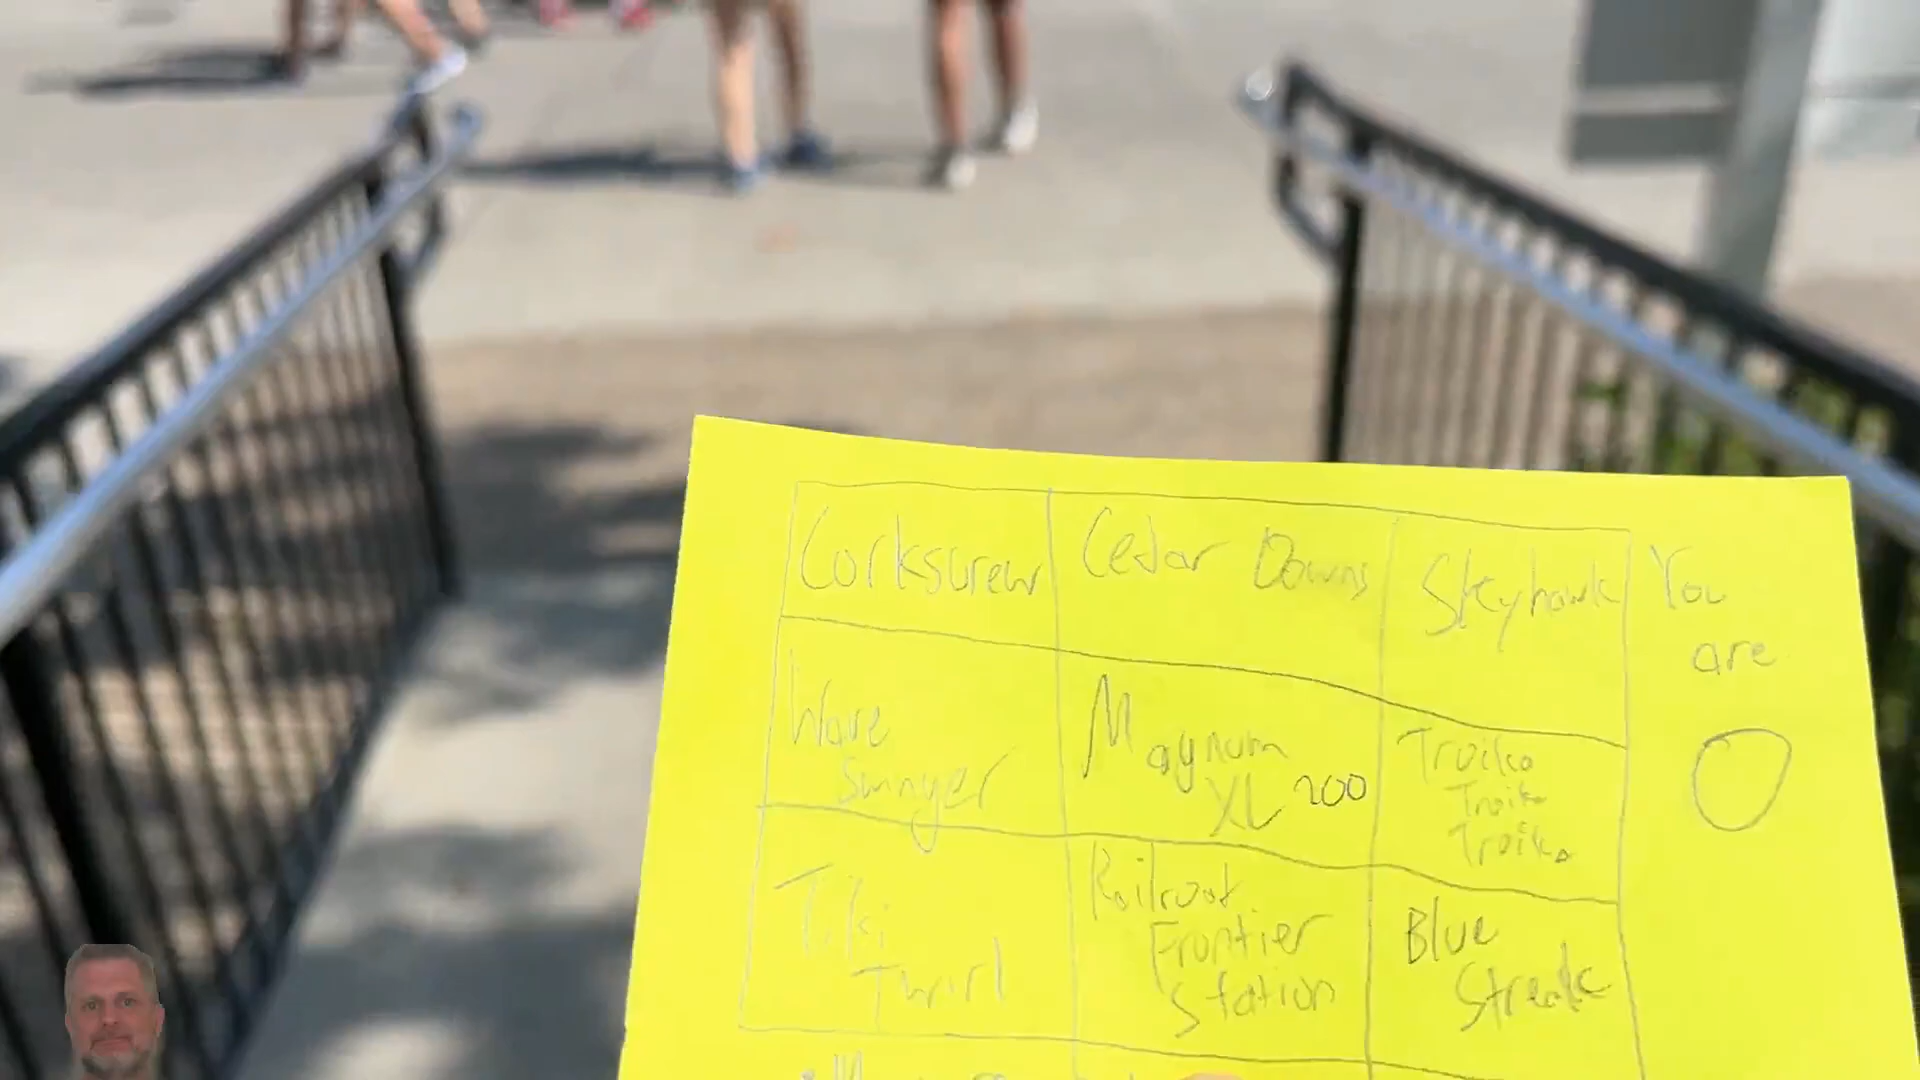 Corkscrew
Cedar Downs
Skyhawk
You
are
O
Wave
Swinger
Magnum
XL 200
Troika
Troika
Troika
Tiki
Twirl
Railroad
Frontier
Station
Blue
Streak